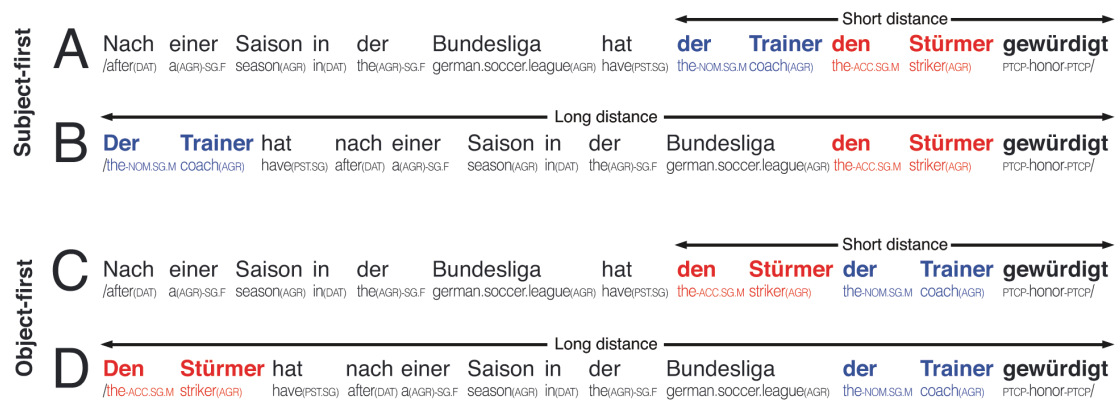 Subject-first
Short distance
A Nach einer Saison in der Bundesliga hat der Trainer den Stürmer gewürdigt
/after(DAT) a(AGR)-SG.F season(AGR) in(DAT) the(AGR)-SG.F german.soccer.league(AGR) have(PST.SG) the-NOM.SG.M coach(AGR) the-ACC.SG.M striker(AGR) PTCP-honor-PTCP/
Long distance
B Der Trainer hat nach einer Saison in der Bundesliga den Stürmer gewürdigt
/the-NOM.SG.M coach(AGR) have(PST.SG) after(DAT) a(AGR)-SG.F season(AGR) in(DAT) the(AGR)-SG.F german.soccer.league(AGR) the-ACC.SG.M striker(AGR) PTCP-honor-PTCP/
Object-first
Short distance
C Nach einer Saison in der Bundesliga hat den Stürmer der Trainer gewürdigt
/after(DAT) a(AGR)-SG.F season(AGR) in(DAT) the(AGR)-SG.F german.soccer.league(AGR) have(PST.SG) the-ACC.SG.M striker(AGR) the-NOM.SG.M coach(AGR) PTCP-honor-PTCP/
Long distance
D Den Stürmer hat nach einer Saison in der Bundesliga der Trainer gewürdigt
/the-ACC.SG.M striker(AGR) have(PST.SG) after(DAT) a(AGR)-SG.F season(AGR) in(DAT) the(AGR)-SG.F german.soccer.league(AGR) the-NOM.SG.M coach(AGR) PTCP-honor-PTCP/